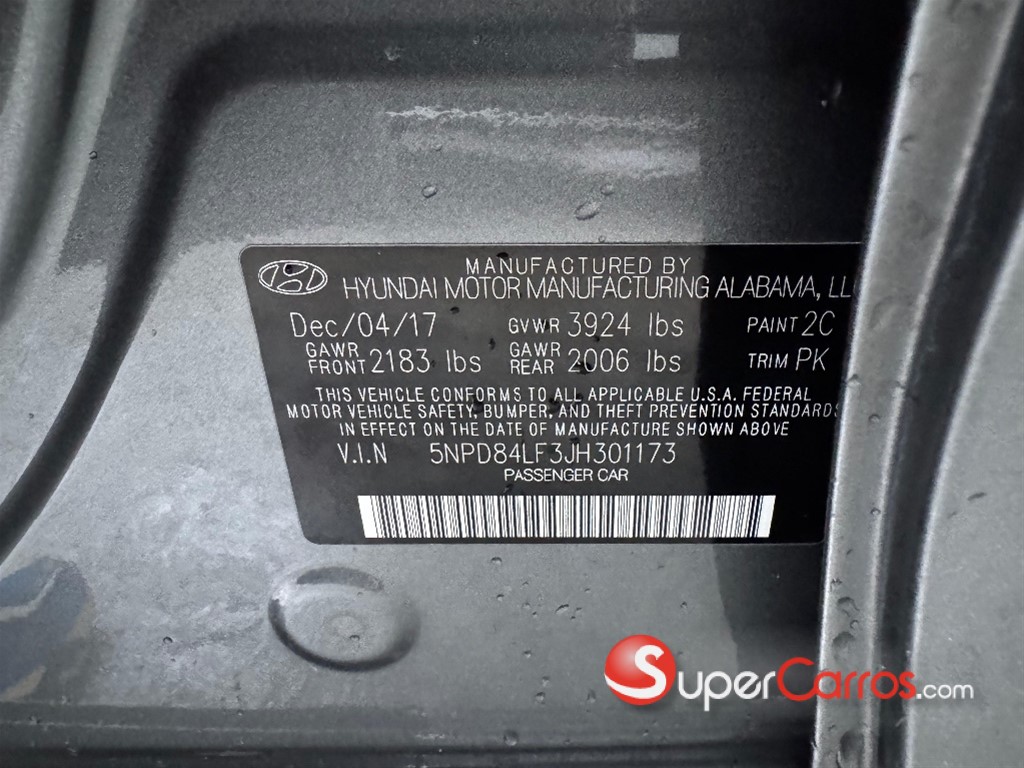 MANUFACTURED BY
HYUNDAI MOTOR MANUFACTURING ALABAMA, LL
Dec/04/17 GVWR 3924 lbs PAINT 2C
GAWR FRONT 2183 lbs GAWR REAR 2006 lbs TRIM PK
THIS VEHICLE CONFORMS TO ALL APPLICABLE U.S.A. FEDERAL
MOTOR VEHICLE SAFETY, BUMPER, AND THEFT PREVENTION STANDARDS
IN EFFECT ON THE DATE OF MANUFACTURE SHOWN ABOVE
V.I.N 5NPD84LF3JH301173
PASSENGER CAR
SuperCarros.com